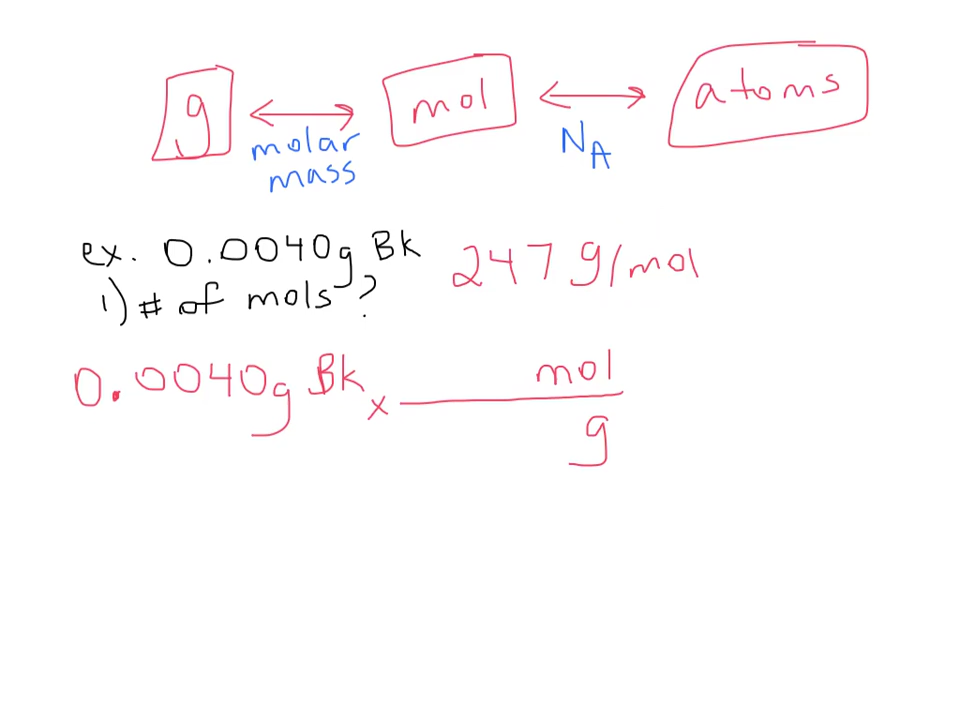 g mol atoms
molar mass N_A
ex. 0.0040g Bk 247 g/mol
1) # of mols?
0.0040g Bk x mol
g